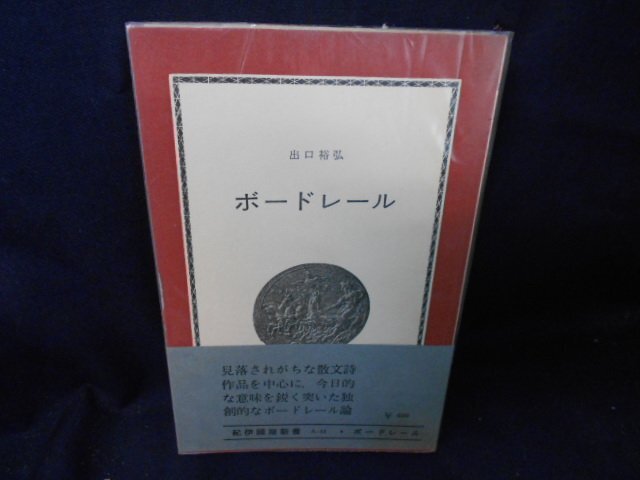 出口裕弘
ボードレール
見落されがちな散文詩
作品を中心に、今日的
な意味を鋭く突いた独
創的なボードレール論
¥
紀伊國屋新書 ・ ボードレール